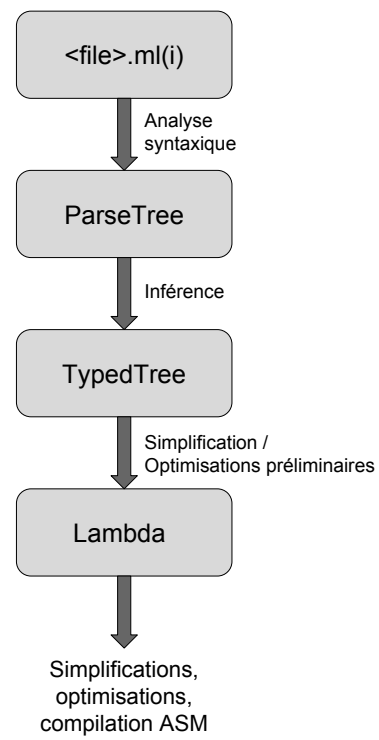 <file>.ml(i)
Analyse
syntaxique
ParseTree
Inférence
TypedTree
Simplification /
Optimisations préliminaires
Lambda
Simplifications,
optimisations,
compilation ASM